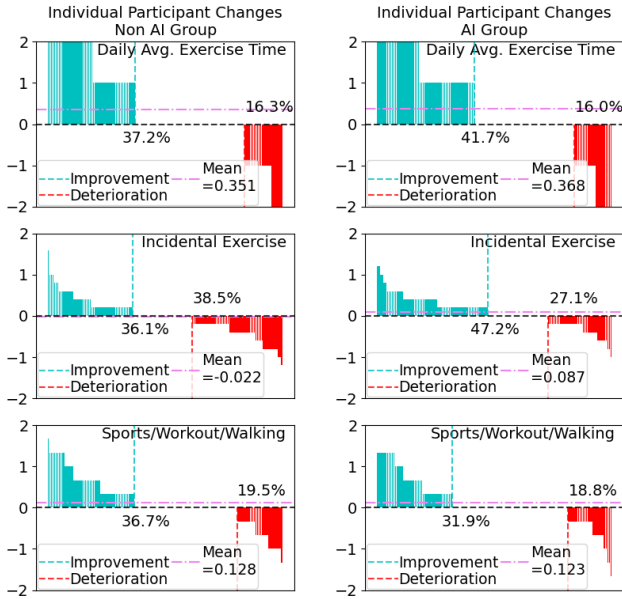 Individual Participant Changes
Non AI Group
Individual Participant Changes
AI Group
2
1
0
−1
−2
Daily Avg. Exercise Time
16.3%
37.2%
Improvement
Deterioration
Mean
=0.351
2
1
0
−1
−2
Daily Avg. Exercise Time
16.0%
41.7%
Improvement
Deterioration
Mean
=0.368
2
1
0
−1
−2
Incidental Exercise
38.5%
36.1%
Improvement
Deterioration
Mean
=-0.022
2
1
0
−1
−2
Incidental Exercise
27.1%
47.2%
Improvement
Deterioration
Mean
=0.087
2
1
0
−1
−2
Sports/Workout/Walking
19.5%
36.7%
Improvement
Deterioration
Mean
=0.128
2
1
0
−1
−2
Sports/Workout/Walking
18.8%
31.9%
Improvement
Deterioration
Mean
=0.123